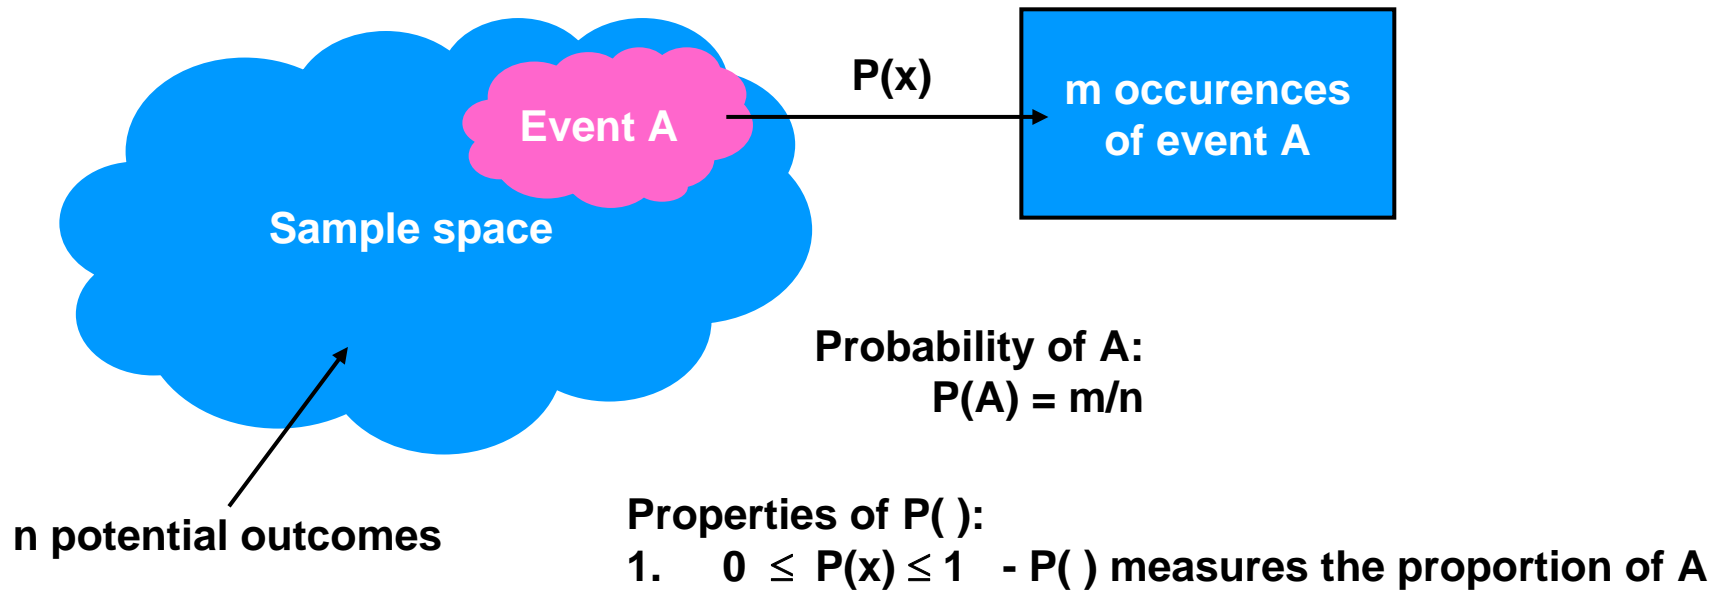 P(x)
m occurences
of event A
Event A
Sample space
Probability of A:
P(A) = m/n
n potential outcomes
Properties of P( ):
1. 0 ≤ P(x) ≤ 1 - P( ) measures the proportion of A